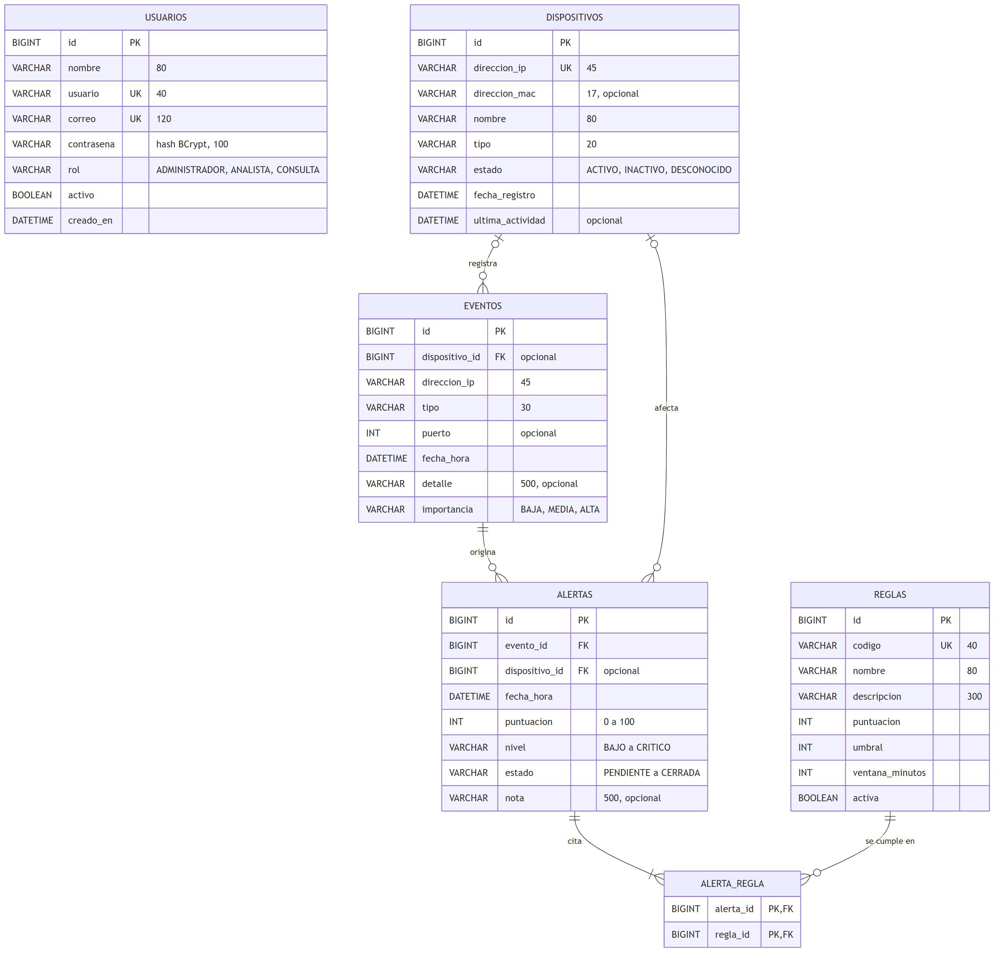 USUARIOS
BIGINT id PK
VARCHAR nombre 80
VARCHAR usuario UK 40
VARCHAR correo UK 120
VARCHAR contrasena hash BCrypt, 100
VARCHAR rol ADMINISTRADOR, ANALISTA, CONSULTA
BOOLEAN activo
DATETIME creado_en
DISPOSITIVOS
BIGINT id PK
VARCHAR direccion_ip UK 45
VARCHAR direccion_mac 17, opcional
VARCHAR nombre 80
VARCHAR tipo 20
VARCHAR estado ACTIVO, INACTIVO, DESCONOCIDO
DATETIME fecha_registro
DATETIME ultima_actividad opcional
registra
EVENTOS
BIGINT id PK
BIGINT dispositivo_id FK opcional
VARCHAR direccion_ip 45
VARCHAR tipo 30
INT puerto opcional
DATETIME fecha_hora
VARCHAR detalle 500, opcional
VARCHAR importancia BAJA, MEDIA, ALTA
afecta
origina
ALERTAS
BIGINT id PK
BIGINT evento_id FK
BIGINT dispositivo_id FK opcional
DATETIME fecha_hora
INT puntuacion 0 a 100
VARCHAR nivel BAJO a CRITICO
VARCHAR estado PENDIENTE a CERRADA
VARCHAR nota 500, opcional
REGLAS
BIGINT id PK
VARCHAR codigo UK 40
VARCHAR nombre 80
VARCHAR descripcion 300
INT puntuacion
INT umbral
INT ventana_minutos
BOOLEAN activa
cita
se cumple en
ALERTA_REGLA
BIGINT alerta_id PK,FK
BIGINT regla_id PK,FK